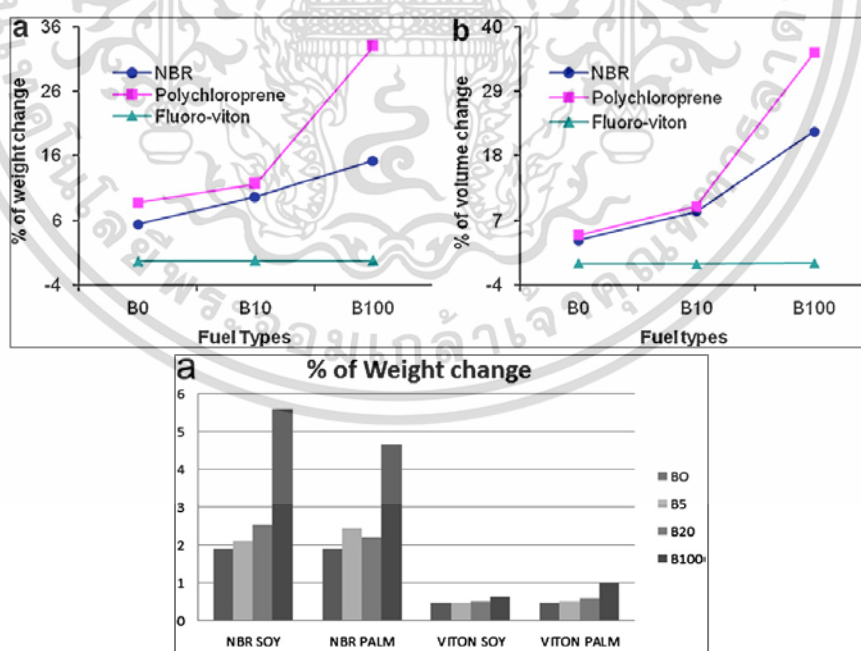 a
36
26
16
6
-4
% of weight change
NBR
Polychloroprene
Fluoro-viton
B0
B10
B100
Fuel Types
b
40
29
18
7
-4
% of volume change
NBR
Polychloroprene
Fluoro-viton
B0
B10
B100
Fuel types
a
% of Weight change
6
5
4
3
2
1
0
NBR SOY
NBR PALM
VITON SOY
VITON PALM
B0
B5
B20
B100